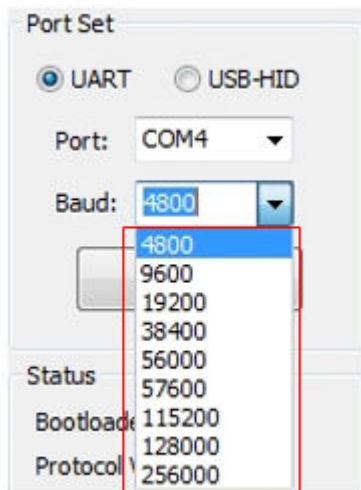 Port Set
UART
USB-HID
Port: COM4
Baud: 4800
4800
9600
19200
38400
56000
57600
115200
128000
256000
Status
Protocol